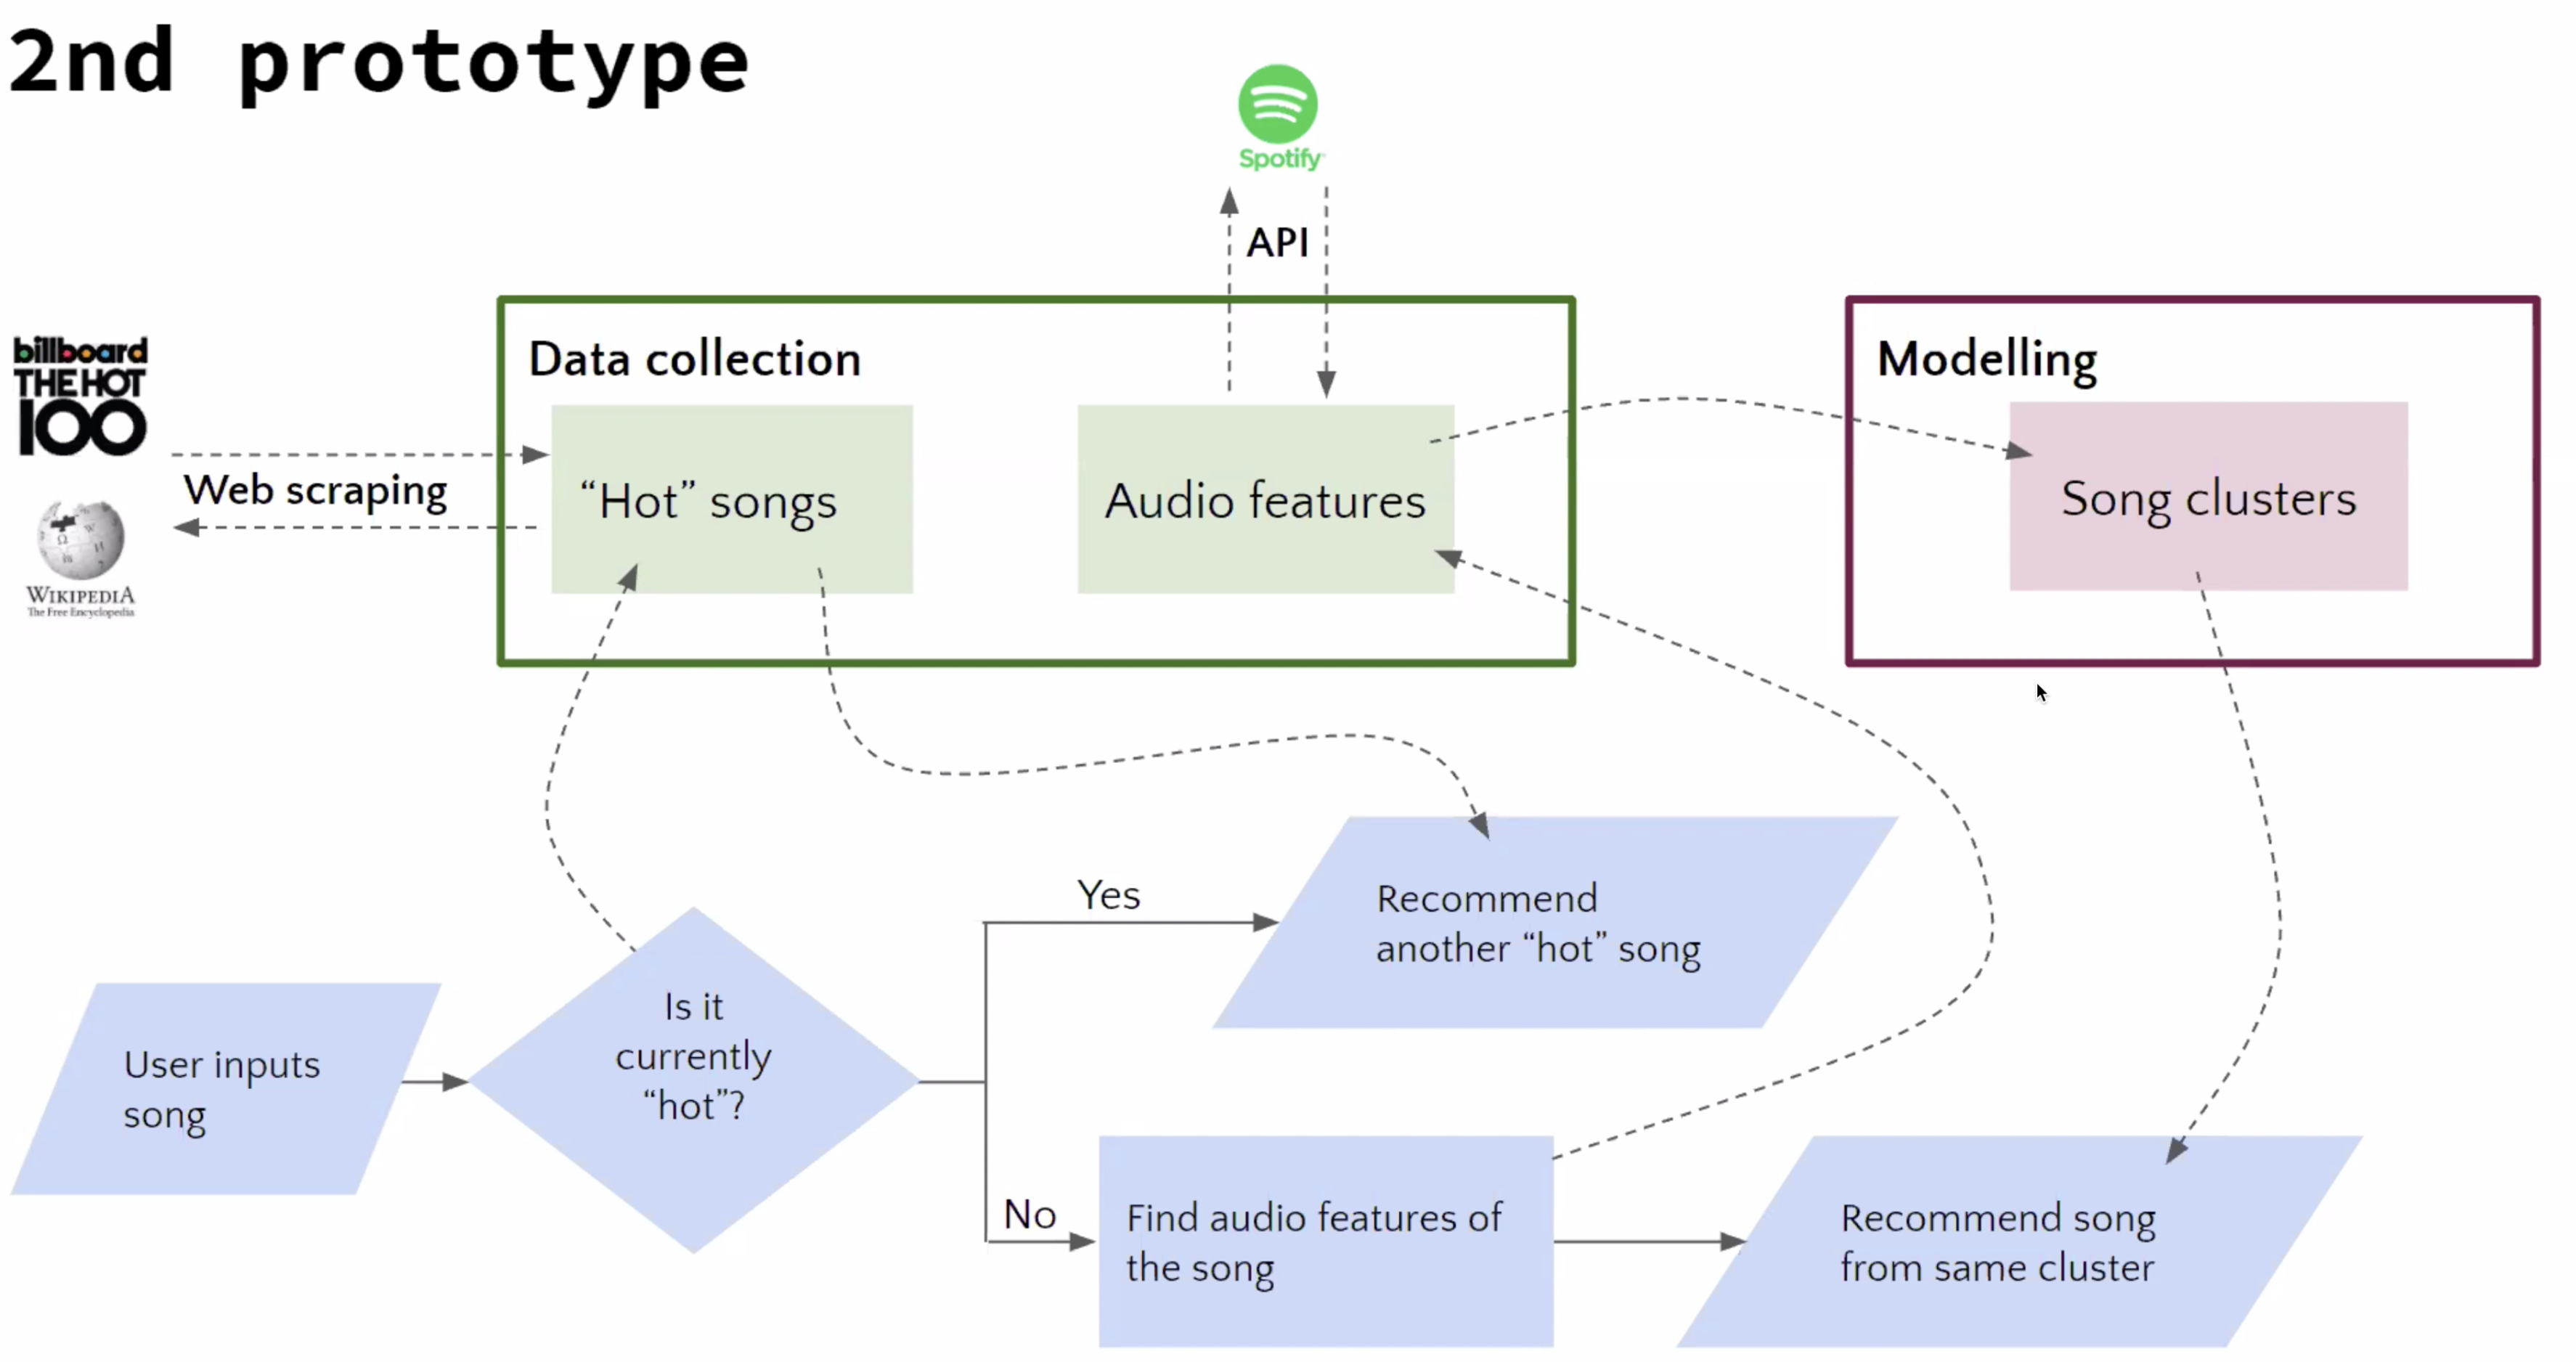 2nd prototype
Spotify
API
billboard
THE HOT
100
Web scraping
WIKIPEDIA
The Free Encyclopedia
Data collection
“Hot” songs
Audio features
Modelling
Song clusters
User inputs
song
Is it
currently
“hot”?
Yes
Recommend
another “hot” song
No
Find audio features of
the song
Recommend song
from same cluster